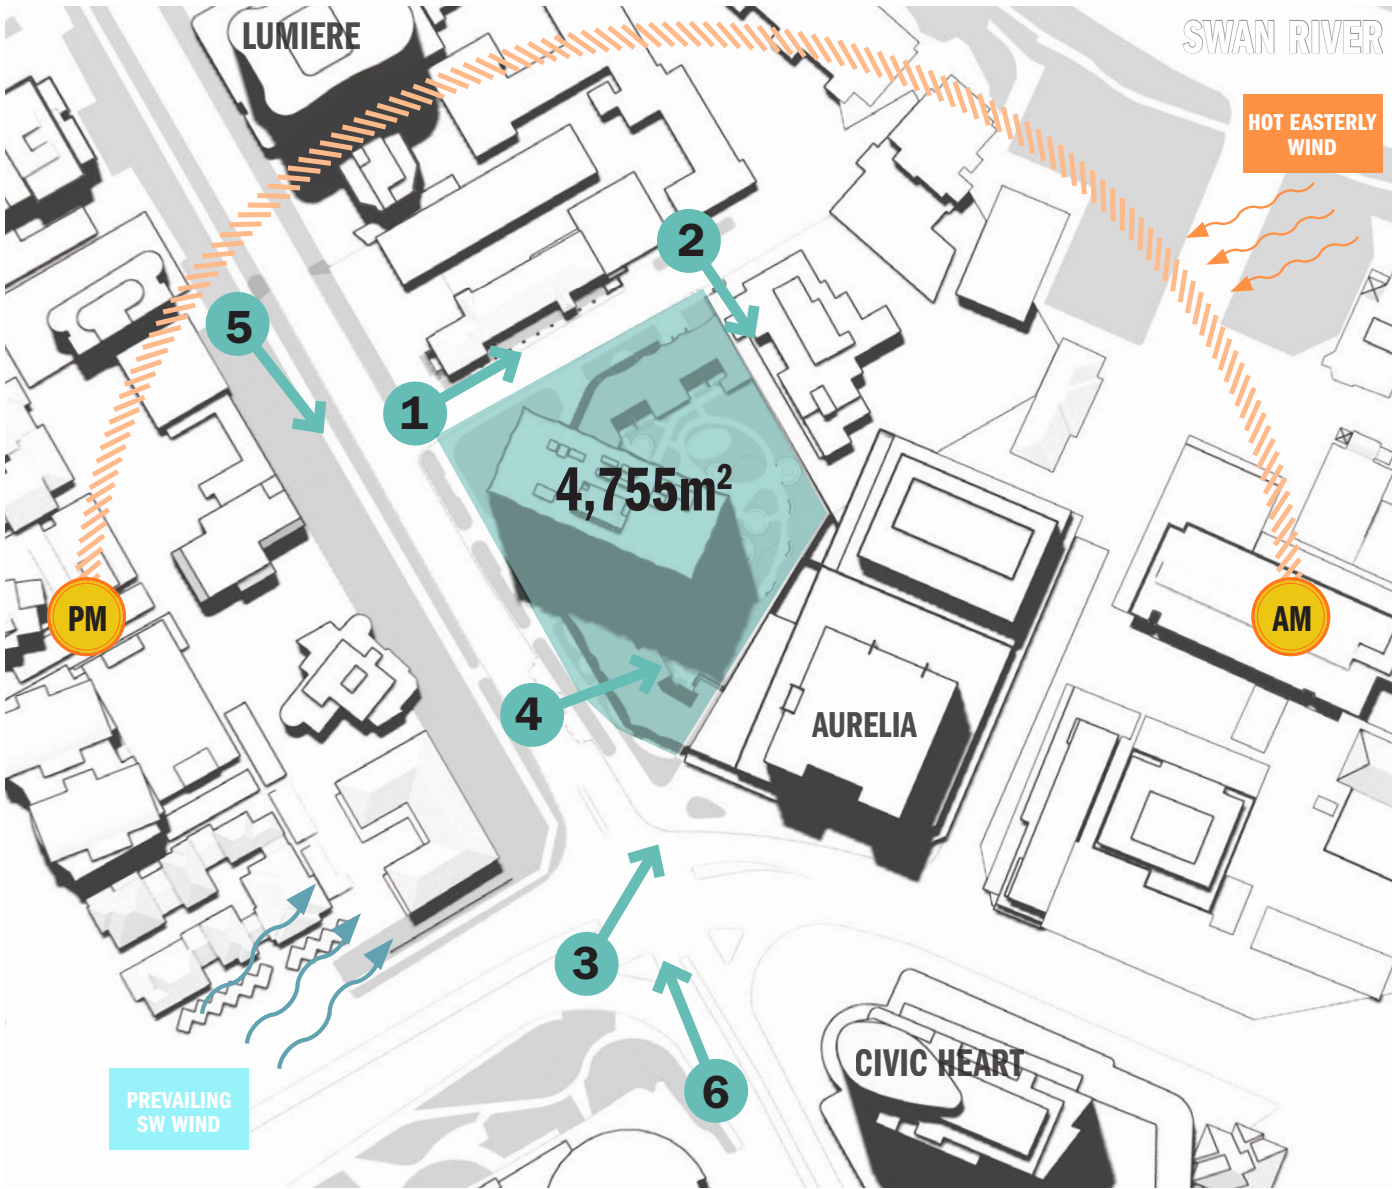 LUMIERE
SWAN RIVER
HOT EASTERLY
WIND
2
5
1
4,755m²
PM
AM
4
AURELIA
3
CIVIC HEART
6
PREVAILING
SW WIND